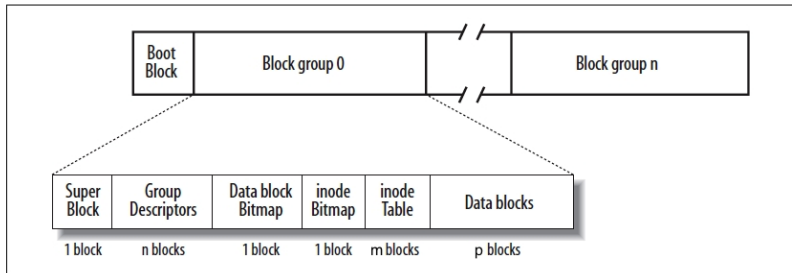 Boot
Block
Block group 0
Block group n
Super
Block
Group
Descriptors
Data block
Bitmap
inode
Bitmap
inode
Table
Data blocks
1 block
n blocks
1 block
1 block
m blocks
p blocks